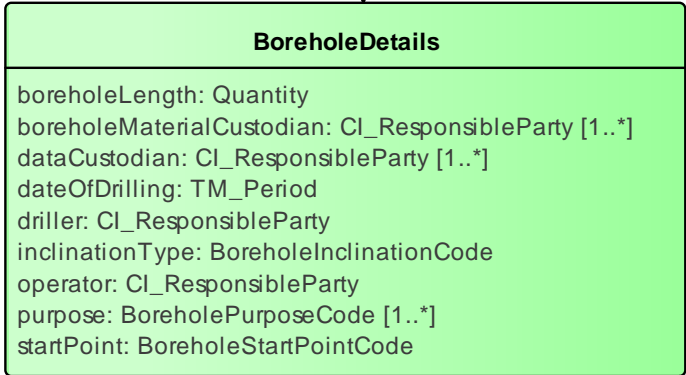 BoreholeDetails
boreholeLength: Quantity
boreholeMaterialCustodian: CI_ResponsibleParty [1..*]
dataCustodian: CI_ResponsibleParty [1..*]
dateOfDrilling: TM_Period
driller: CI_ResponsibleParty
inclinationType: BoreholeInclinationCode
operator: CI_ResponsibleParty
purpose: BoreholePurposeCode [1..*]
startPoint: BoreholeStartPointCode